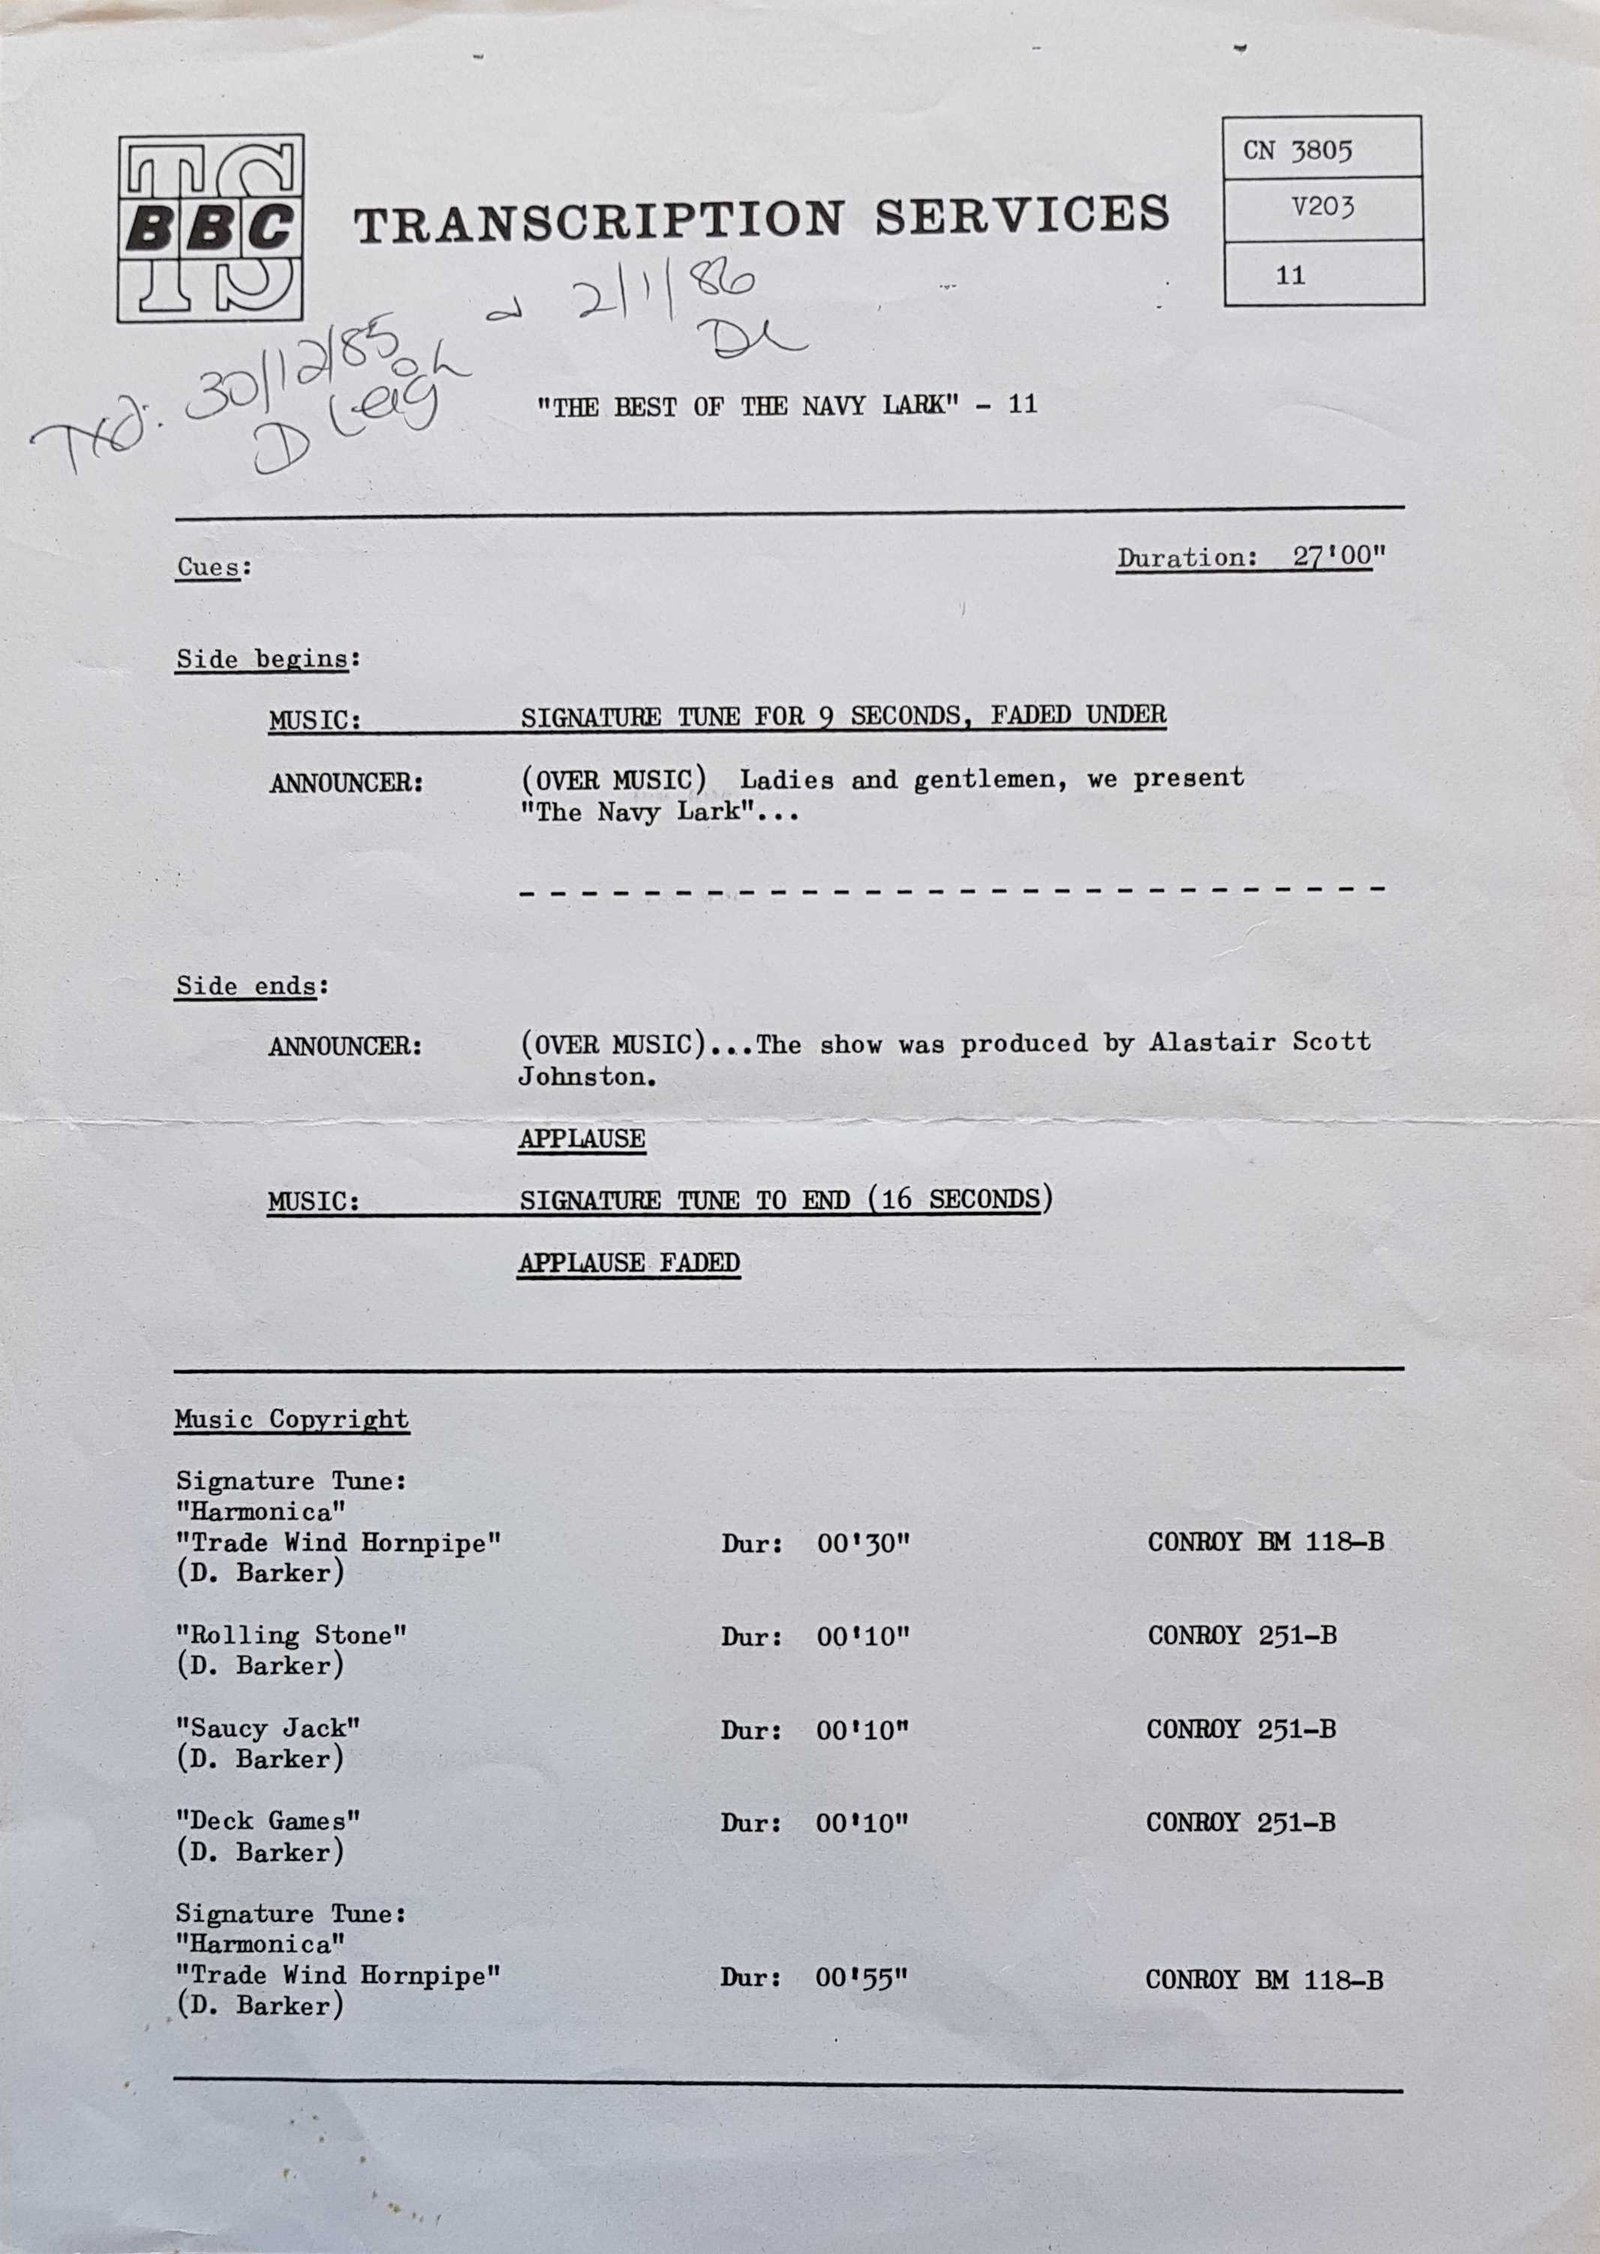 TS
BBC
TS
TRANSCRIPTION SERVICES
CN 3805
V203
11
Txd: 30/12/85 & 2/1/86
D Leigh DL
"THE BEST OF THE NAVY LARK" - 11
Cues: Duration: 27'00"
Side begins:
MUSIC: SIGNATURE TUNE FOR 9 SECONDS, FADED UNDER
ANNOUNCER: (OVER MUSIC) Ladies and gentlemen, we present
"The Navy Lark"...
- - - - - - - - - - - - - - - - - - - - - - - - - - - - -
Side ends:
ANNOUNCER: (OVER MUSIC)...The show was produced by Alastair Scott
Johnston.
APPLAUSE
MUSIC: SIGNATURE TUNE TO END (16 SECONDS)
APPLAUSE FADED
Music Copyright
Signature Tune:
"Harmonica"
"Trade Wind Hornpipe" Dur: 00'30" CONROY BM 118-B
(D. Barker)
"Rolling Stone" Dur: 00'10" CONROY 251-B
(D. Barker)
"Saucy Jack" Dur: 00'10" CONROY 251-B
(D. Barker)
"Deck Games" Dur: 00'10" CONROY 251-B
(D. Barker)
Signature Tune:
"Harmonica"
"Trade Wind Hornpipe" Dur: 00'55" CONROY BM 118-B
(D. Barker)